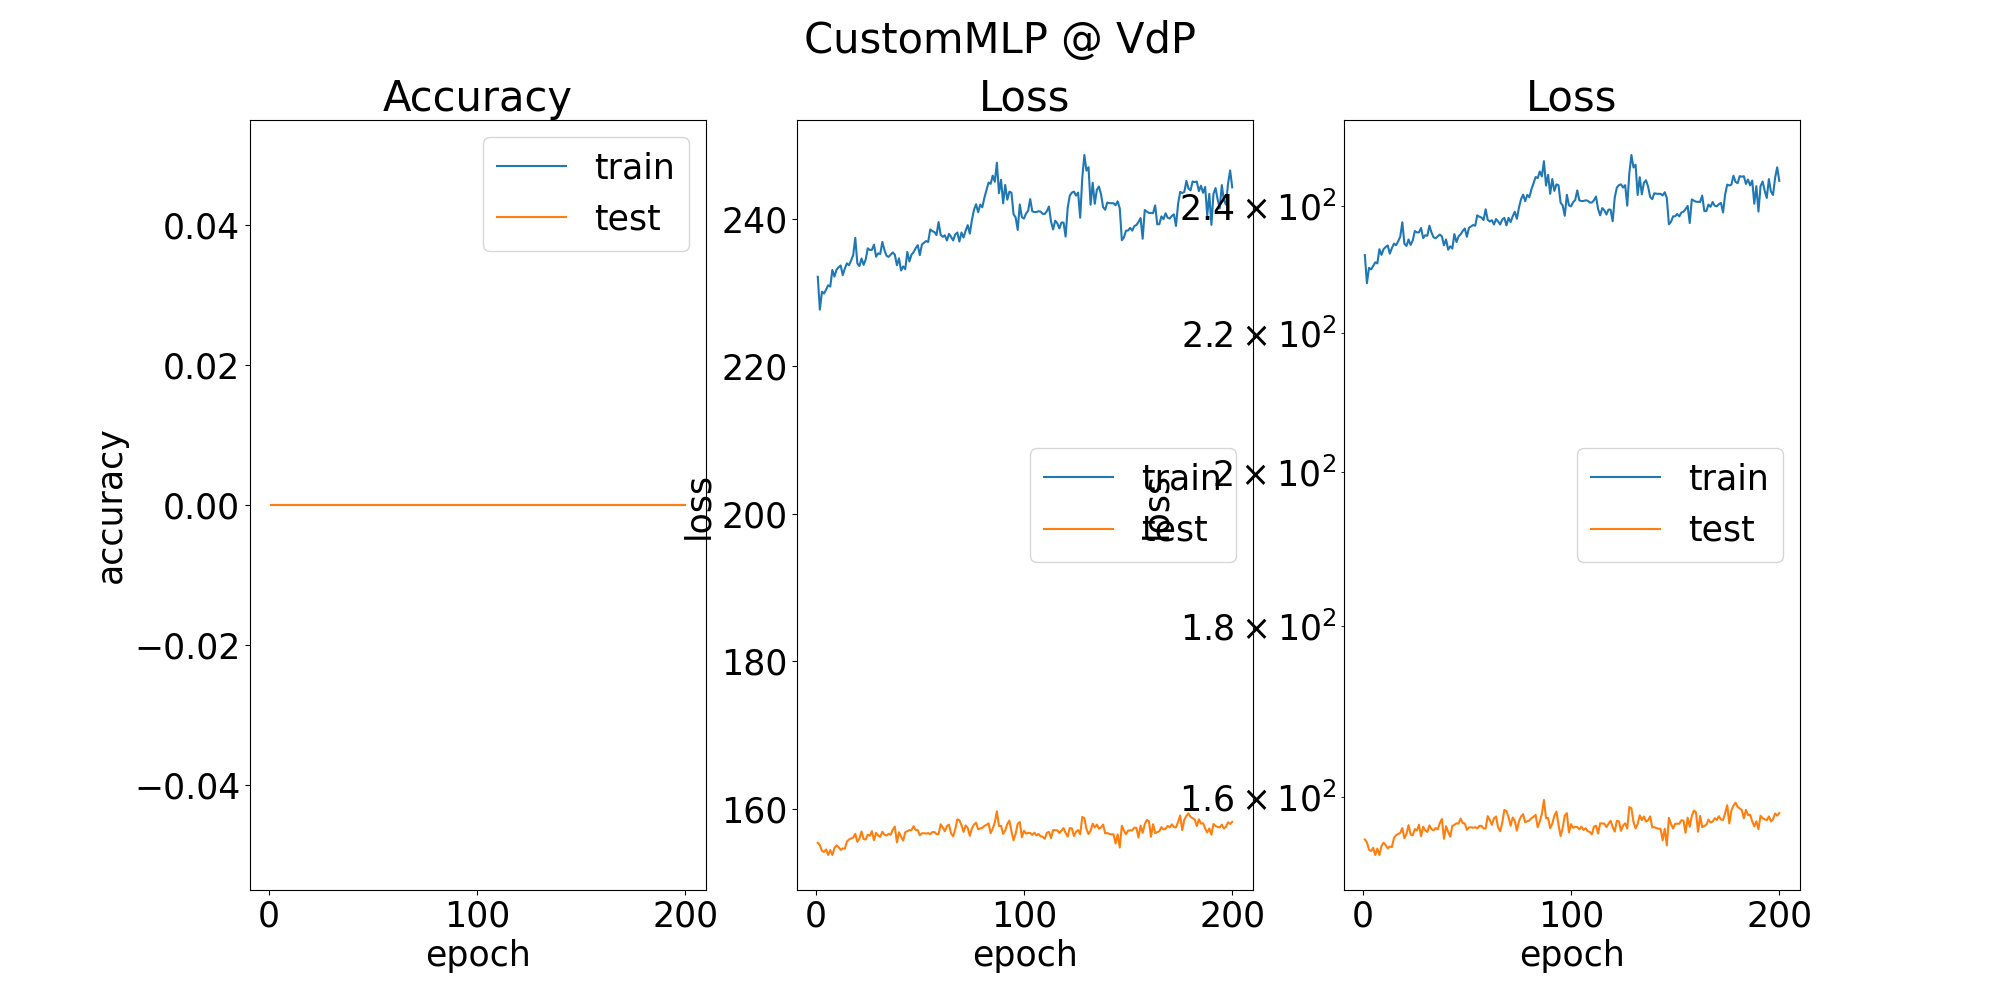 CustomMLP @ VdP
Accuracy
train
test
0.04
0.02
0.00
−0.02
−0.04
accuracy
0
100
200
epoch
Loss
train
test
240
220
200
180
160
loss
0
100
200
epoch
Loss
train
test
2.4 × 10²
2.2 × 10²
2 × 10²
1.8 × 10²
1.6 × 10²
loss
0
100
200
epoch